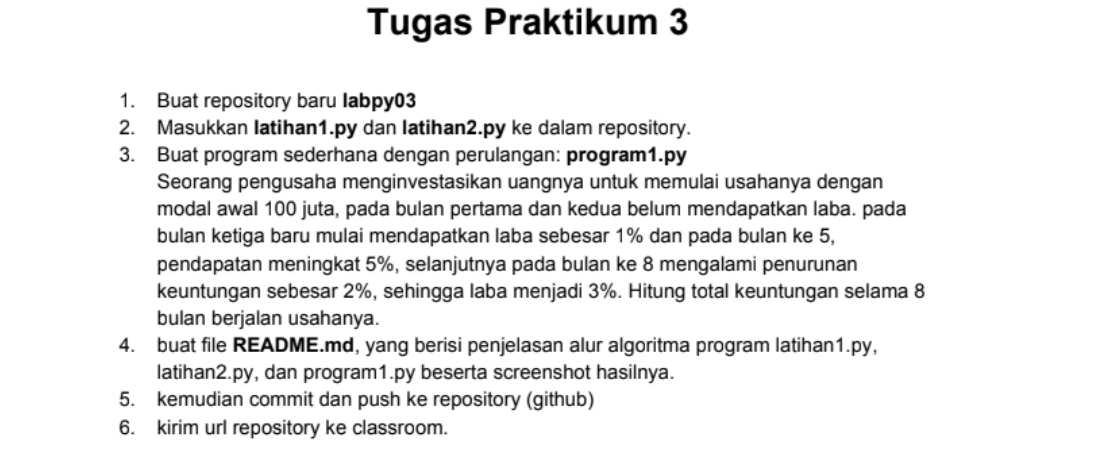 Tugas Praktikum 3
1. Buat repository baru labpy03
2. Masukkan latihan1.py dan latihan2.py ke dalam repository.
3. Buat program sederhana dengan perulangan: program1.py
Seorang pengusaha menginvestasikan uangnya untuk memulai usahanya dengan
modal awal 100 juta, pada bulan pertama dan kedua belum mendapatkan laba. pada
bulan ketiga baru mulai mendapatkan laba sebesar 1% dan pada bulan ke 5,
pendapatan meningkat 5%, selanjutnya pada bulan ke 8 mengalami penurunan
keuntungan sebesar 2%, sehingga laba menjadi 3%. Hitung total keuntungan selama 8
bulan berjalan usahanya.
4. buat file README.md, yang berisi penjelasan alur algoritma program latihan1.py,
latihan2.py, dan program1.py beserta screenshot hasilnya.
5. kemudian commit dan push ke repository (github)
6. kirim url repository ke classroom.